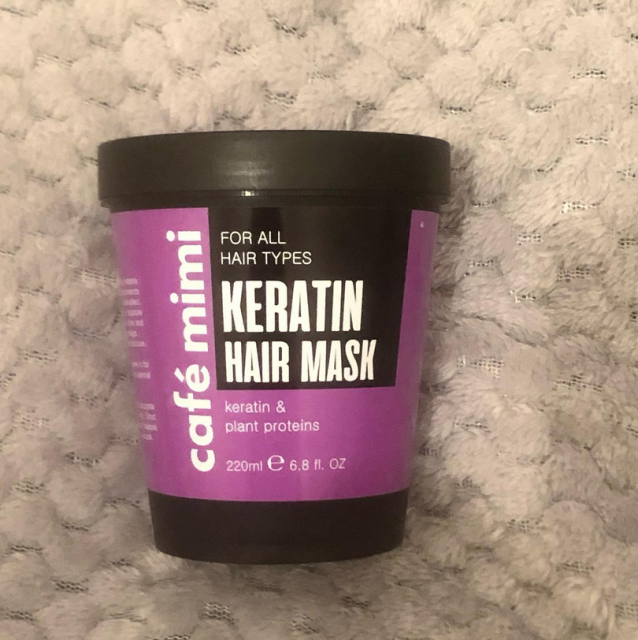 café mimi
FOR ALL
HAIR TYPES
KERATIN
HAIR MASK
keratin &
plant proteins
220ml e 6,8 fl. OZ